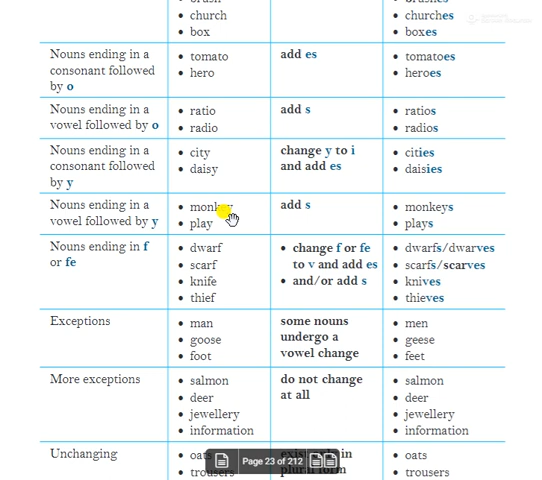 brush
brushes
• church
• churches
• box
• boxes
Nouns ending in a
consonant followed
by o
• tomato
• hero
add es
• tomatoes
• heroes
Nouns ending in a
vowel followed by o
• ratio
• radio
add s
• ratios
• radios
Nouns ending in a
consonant followed
by y
• city
• daisy
change y to i
and add es
• cities
• daisies
Nouns ending in a
vowel followed by y
• monkey
• play
add s
• monkeys
• plays
Nouns ending in f
or fe
• dwarf
• scarf
• knife
• thief
• change f or fe
to v and add es
• and/or add s
• dwarfs/dwarves
• scarfs/scarves
• knives
• thieves
Exceptions
• man
• goose
• foot
some nouns
undergo a
vowel change
• men
• geese
• feet
More exceptions
• salmon
• deer
• jewellery
• information
do not change
at all
• salmon
• deer
• jewellery
• information
Unchanging
• oats
• trousers
plural form
• oats
• trousers
Page 23 of 212